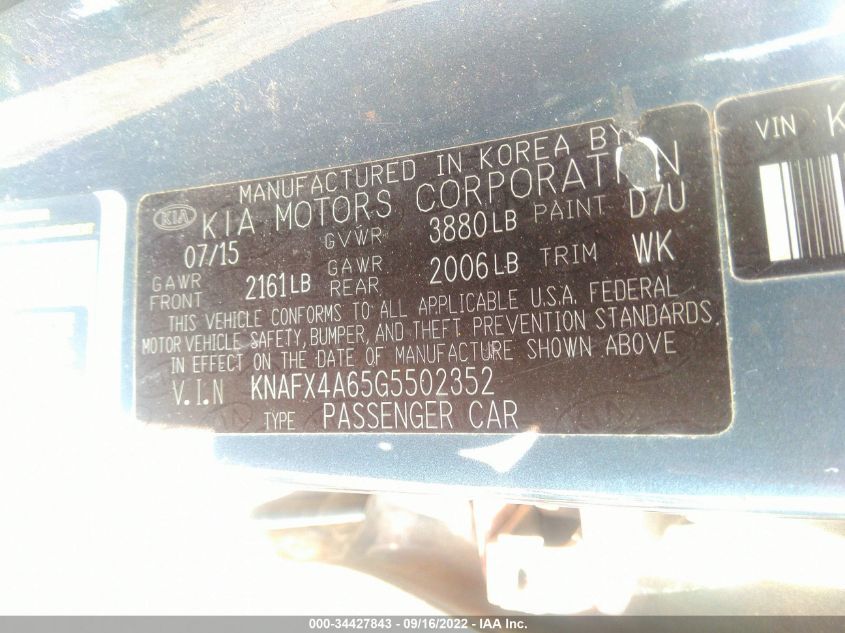 MANUFACTURED IN KOREA BY
KIA KIA MOTORS CORPORATION
07/15 GVWR 3880LB PAINT D7U
GAWR FRONT 2161LB GAWR REAR 2006LB TRIM WK
THIS VEHICLE CONFORMS TO ALL APPLICABLE U.S.A. FEDERAL
MOTOR VEHICLE SAFETY, BUMPER, AND THEFT PREVENTION STANDARDS
IN EFFECT ON THE DATE OF MANUFACTURE SHOWN ABOVE
V.I.N KNAFX4A65G5502352
TYPE PASSENGER CAR
VIN K
000-34427843 - 09/16/2022 - IAA Inc.